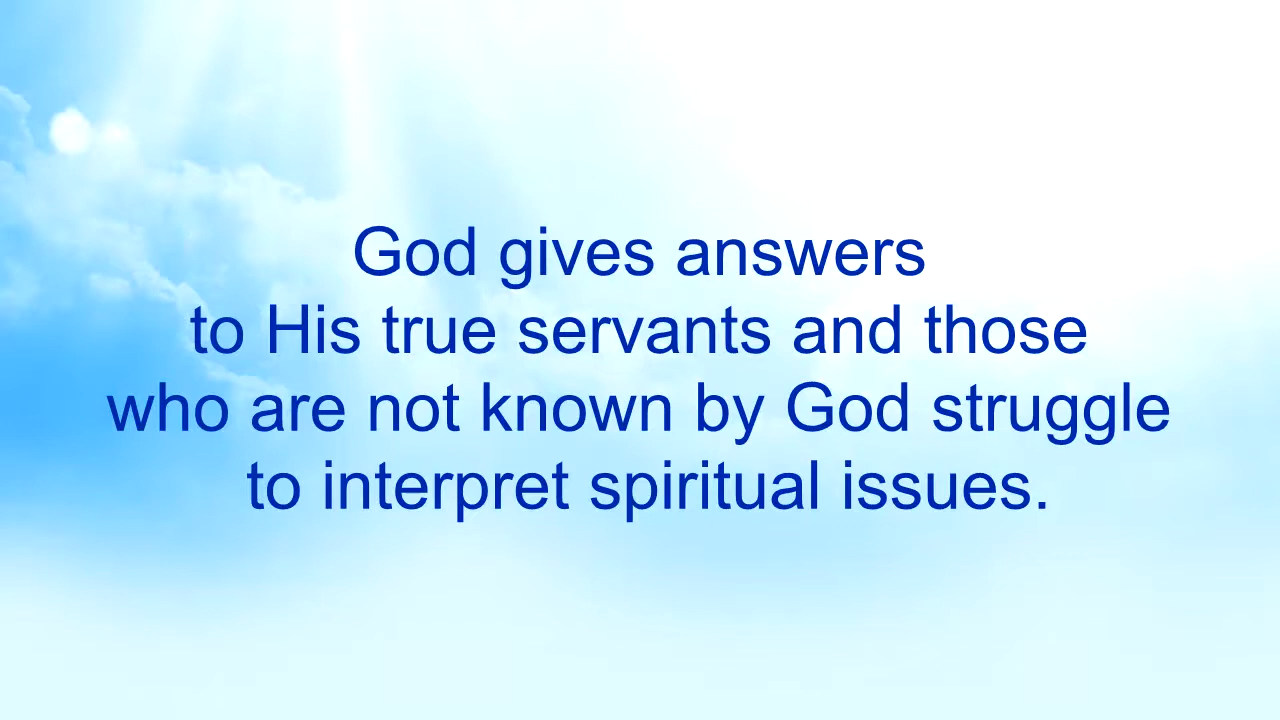 God gives answers
to His true servants and those
who are not known by God struggle
to interpret spiritual issues.